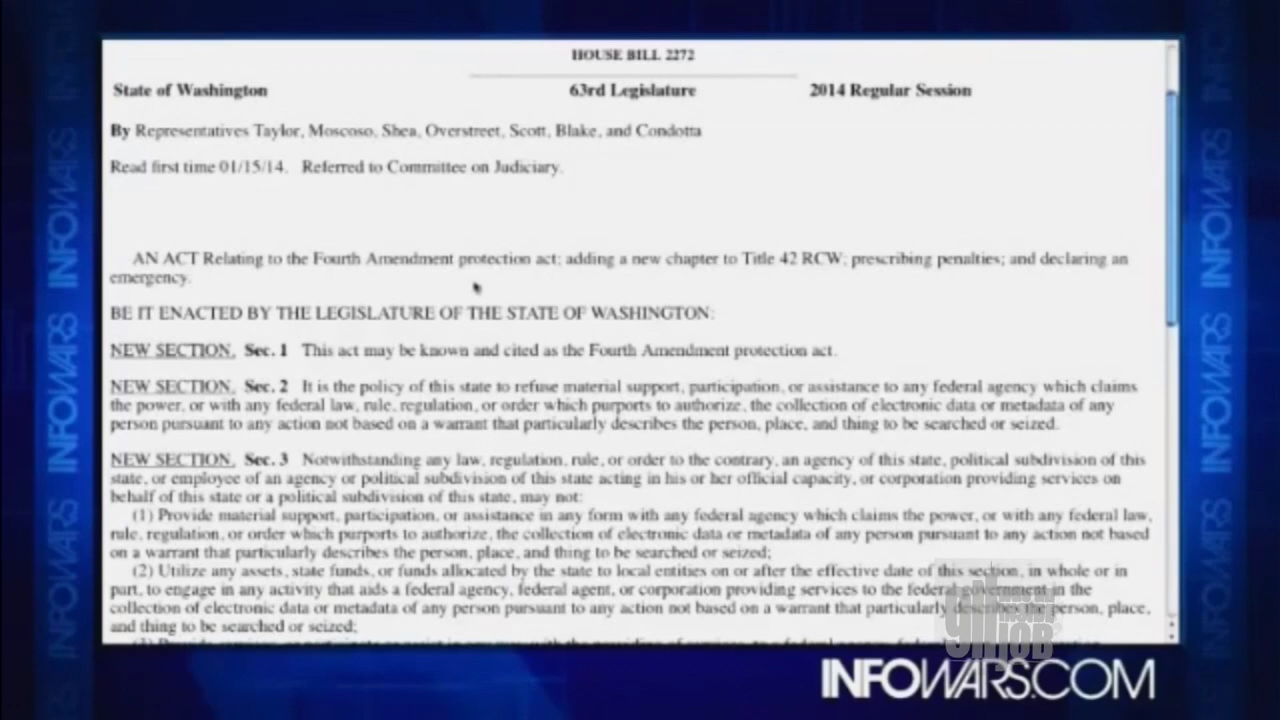 HOUSE BILL 2272
State of Washington 63rd Legislature 2014 Regular Session
By Representatives Taylor, Moscoso, Shea, Overstreet, Scott, Blake, and Condotta
Read first time 01/15/14. Referred to Committee on Judiciary.
AN ACT Relating to the Fourth Amendment protection act; adding a new chapter to Title 42 RCW; prescribing penalties; and declaring an
emergency.
BE IT ENACTED BY THE LEGISLATURE OF THE STATE OF WASHINGTON:
NEW SECTION. Sec. 1 This act may be known and cited as the Fourth Amendment protection act.
NEW SECTION. Sec. 2 It is the policy of this state to refuse material support, participation, or assistance to any federal agency which claims
the power, or with any federal law, rule, regulation, or order which purports to authorize, the collection of electronic data or metadata of any
person pursuant to any action not based on a warrant that particularly describes the person, place, and thing to be searched or seized.
NEW SECTION. Sec. 3 Notwithstanding any law, regulation, rule, or order to the contrary, an agency of this state, political subdivision of this
state, or employee of an agency or political subdivision of this state acting in his or her official capacity, or corporation providing services on
behalf of this state or a political subdivision of this state, may not:
(1) Provide material support, participation, or assistance in any form with any federal agency which claims the power, or with any federal law,
rule, regulation, or order which purports to authorize, the collection of electronic data or metadata of any person pursuant to any action not based
on a warrant that particularly describes the person, place, and thing to be searched or seized;
(2) Utilize any assets, state funds, or funds allocated by the state to local entities on or after the effective date of this section, in whole or in
part, to engage in any activity that aids a federal agency, federal agent, or corporation providing services to the federal government in the
collection of electronic data or metadata of any person pursuant to any action not based on a warrant that particularly describes the person, place,
and thing to be searched or seized;
INFOWARS.COM
INFOWARS
INFOWARS
INFOWARS
INFOWARS
INFOWARS
INFOWARS